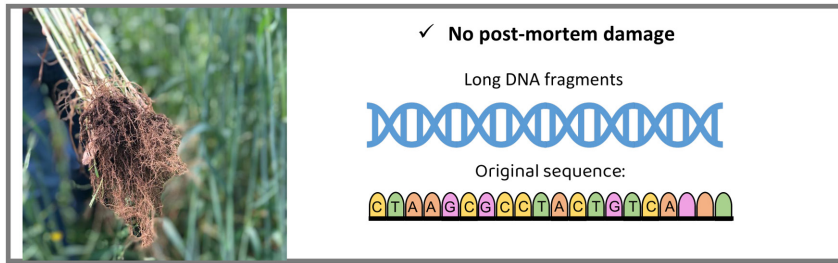 ✓ No post-mortem damage
Long DNA fragments
Original sequence:
CTAAGCGCCTACTGTCA